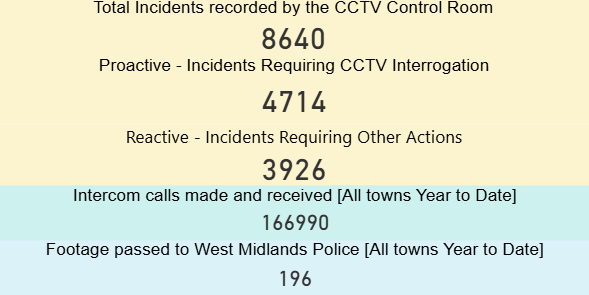 Total Incidents recorded by the CCTV Control Room
8640
Proactive - Incidents Requiring CCTV Interrogation
4714
Reactive - Incidents Requiring Other Actions
3926
Intercom calls made and received [All towns Year to Date]
166990
Footage passed to West Midlands Police [All towns Year to Date]
196